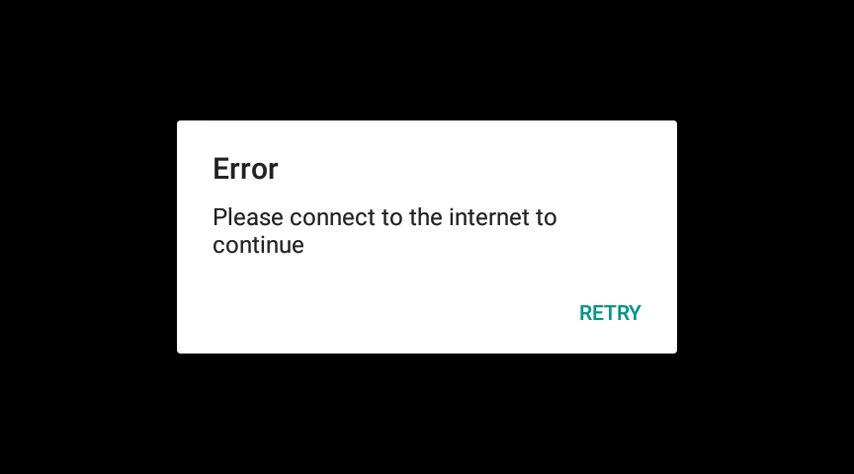 Error
Please connect to the internet to
continue
RETRY